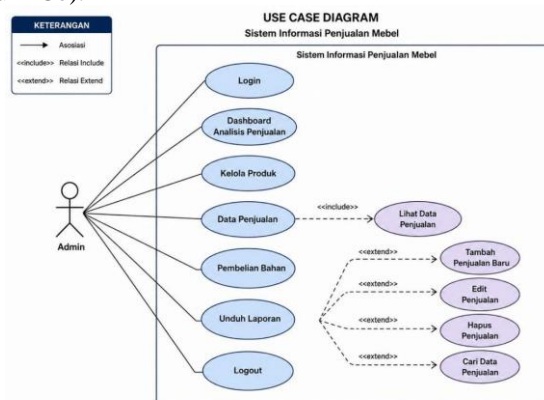 KETERANGAN
Asosiasi
<<include>> Relasi Include
<<extend>> Relasi Extend
USE CASE DIAGRAM
Sistem Informasi Penjualan Mebel
Sistem Informasi Penjualan Mebel
Admin
Login
Dashboard
Analisis Penjualan
Kelola Produk
Data Penjualan
<<include>>
Lihat Data
Penjualan
Pembelian Bahan
Unduh Laporan
Logout
<<extend>>
Tambah
Penjualan Baru
<<extend>>
Edit
Penjualan
<<extend>>
Hapus
Penjualan
<<extend>>
Cari Data
Penjualan